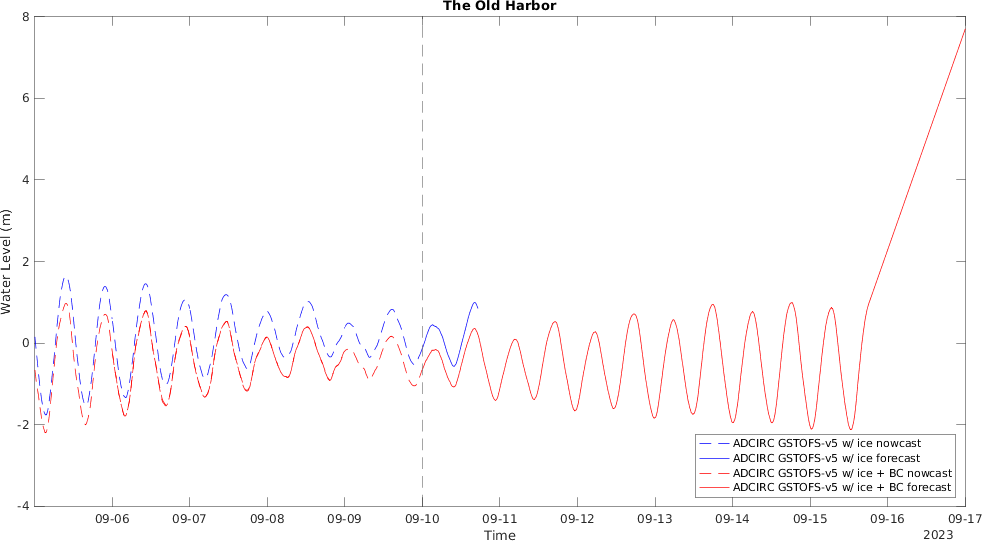 The Old Harbor
8
6
4
2
0
-2
-4
Water Level (m)
ADCIRC GSTOFS-v5 w/ ice nowcast
ADCIRC GSTOFS-v5 w/ ice forecast
ADCIRC GSTOFS-v5 w/ ice + BC nowcast
ADCIRC GSTOFS-v5 w/ ice + BC forecast
09-06 09-07 09-08 09-09 09-10 09-11 09-12 09-13 09-14 09-15 09-16 09-17
Time
2023